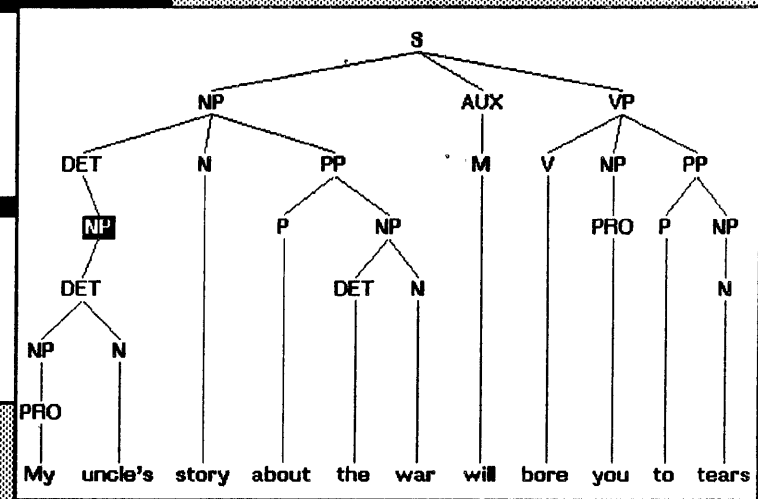 S
NP AUX VP
DET N PP M V NP PP
NP P NP PRO P NP
DET DET N N
NP N
PRO
My uncle's story about the war will bore you to tears